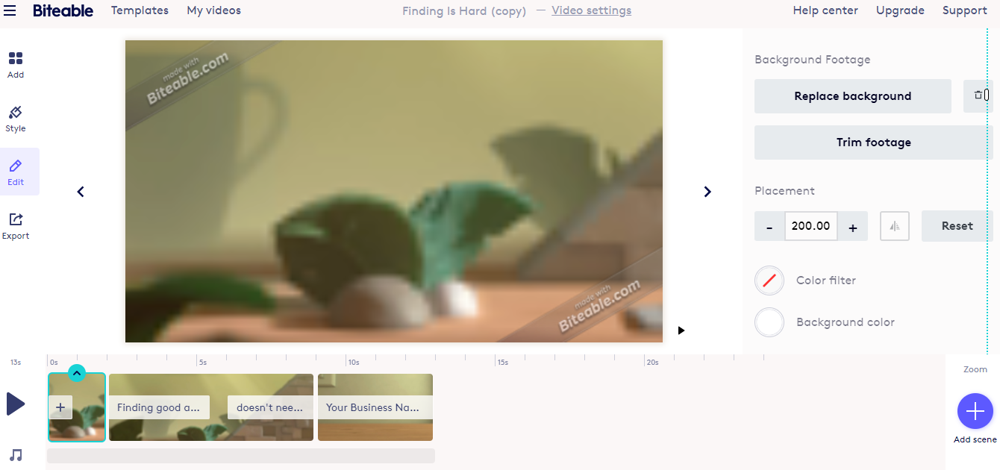 Biteable
Templates
My videos
Finding Is Hard (copy) — Video settings
Help center
Upgrade
Support
Add
Style
Edit
Export
made with
Biteable.com
made with
Biteable.com
Background Footage
Replace background
Trim footage
Placement
- 200.00 +
Reset
Color filter
Background color
13s
0s
5s
10s
15s
20s
Zoom
+
Finding good a...
doesn't nee...
Your Business Na...
Add scene